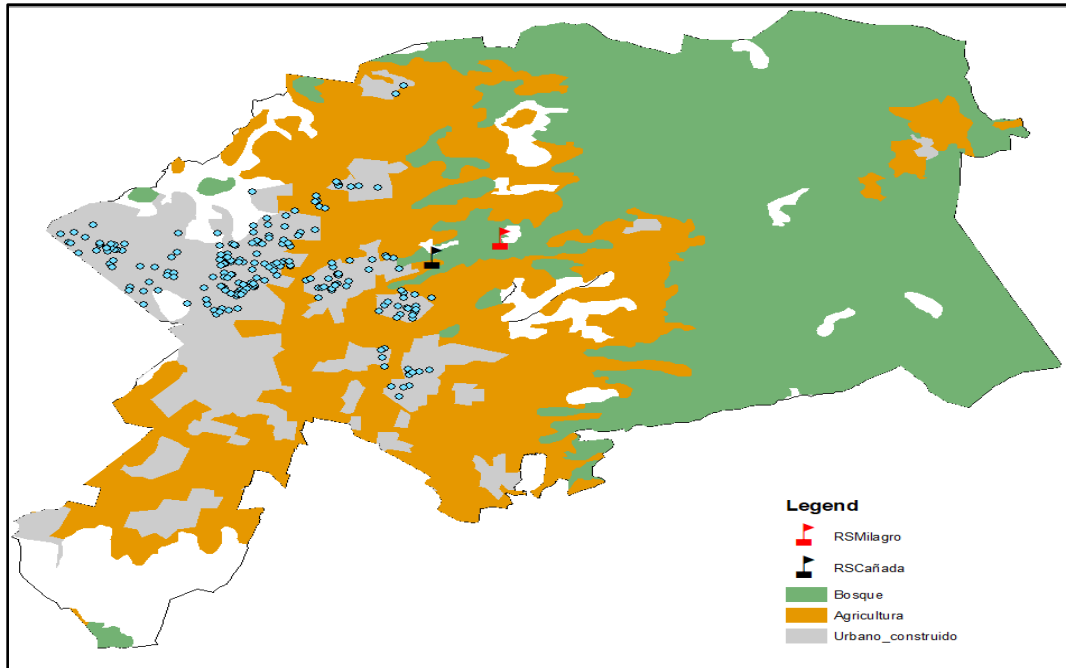 Legend
RSMilagro
RSCañada
Bosque
Agricultura
Urbano_construido